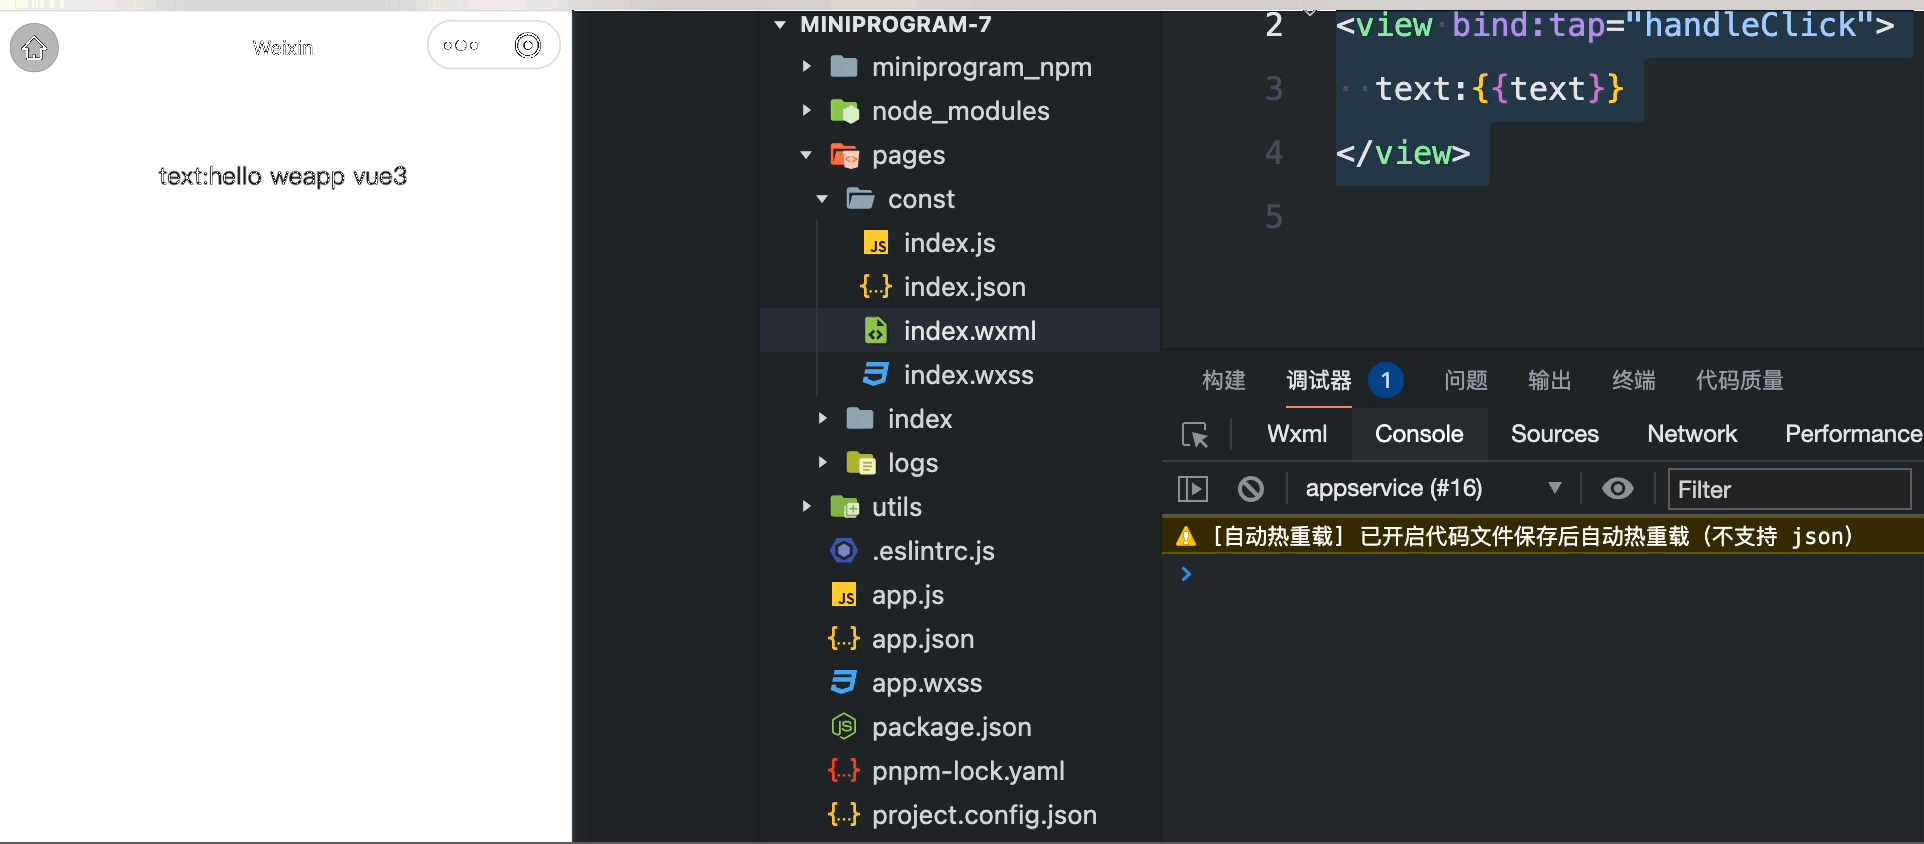 Weixin
text:hello weapp vue3
MINIPROGRAM-7
miniprogram_npm
node_modules
pages
const
index.js
index.json
index.wxml
index.wxss
index
logs
utils
.eslintrc.js
app.js
app.json
app.wxss
package.json
pnpm-lock.yaml
project.config.json
2 <view bind:tap="handleClick">
3 text:{{text}}
4 </view>
5
构建 调试器 1 问题 输出 终端 代码质量
Wxml Console Sources Network Performance
appservice (#16) Filter
[自动热重载] 已开启代码文件保存后自动热重载（不支持 json）